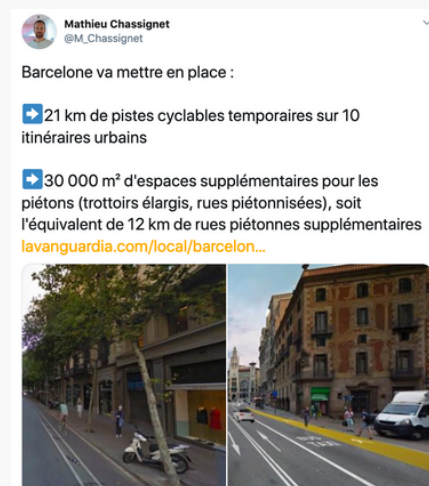 Mathieu Chassignet
@M_Chassignet
Barcelone va mettre en place :
➡21 km de pistes cyclables temporaires sur 10
itinéraires urbains
➡30 000 m² d'espaces supplémentaires pour les
piétons (trottoirs élargis, rues piétonnisées), soit
l'équivalent de 12 km de rues piétonnes supplémentaires
lavanguardia.com/local/barcelon...
BUS
TAXI